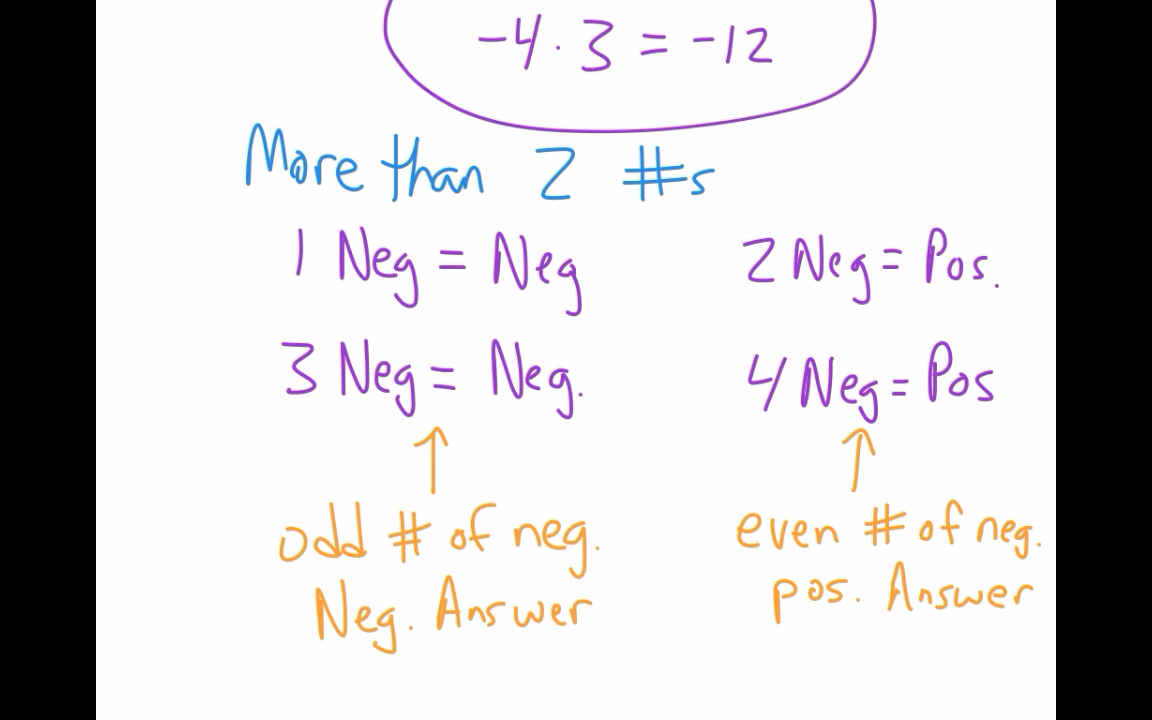 -4 · 3 = -12
More than 2 #s
1 Neg = Neg
2 Neg = Pos.
3 Neg = Neg.
4 Neg = Pos
odd # of neg.
Neg. Answer
even # of neg.
pos. Answer